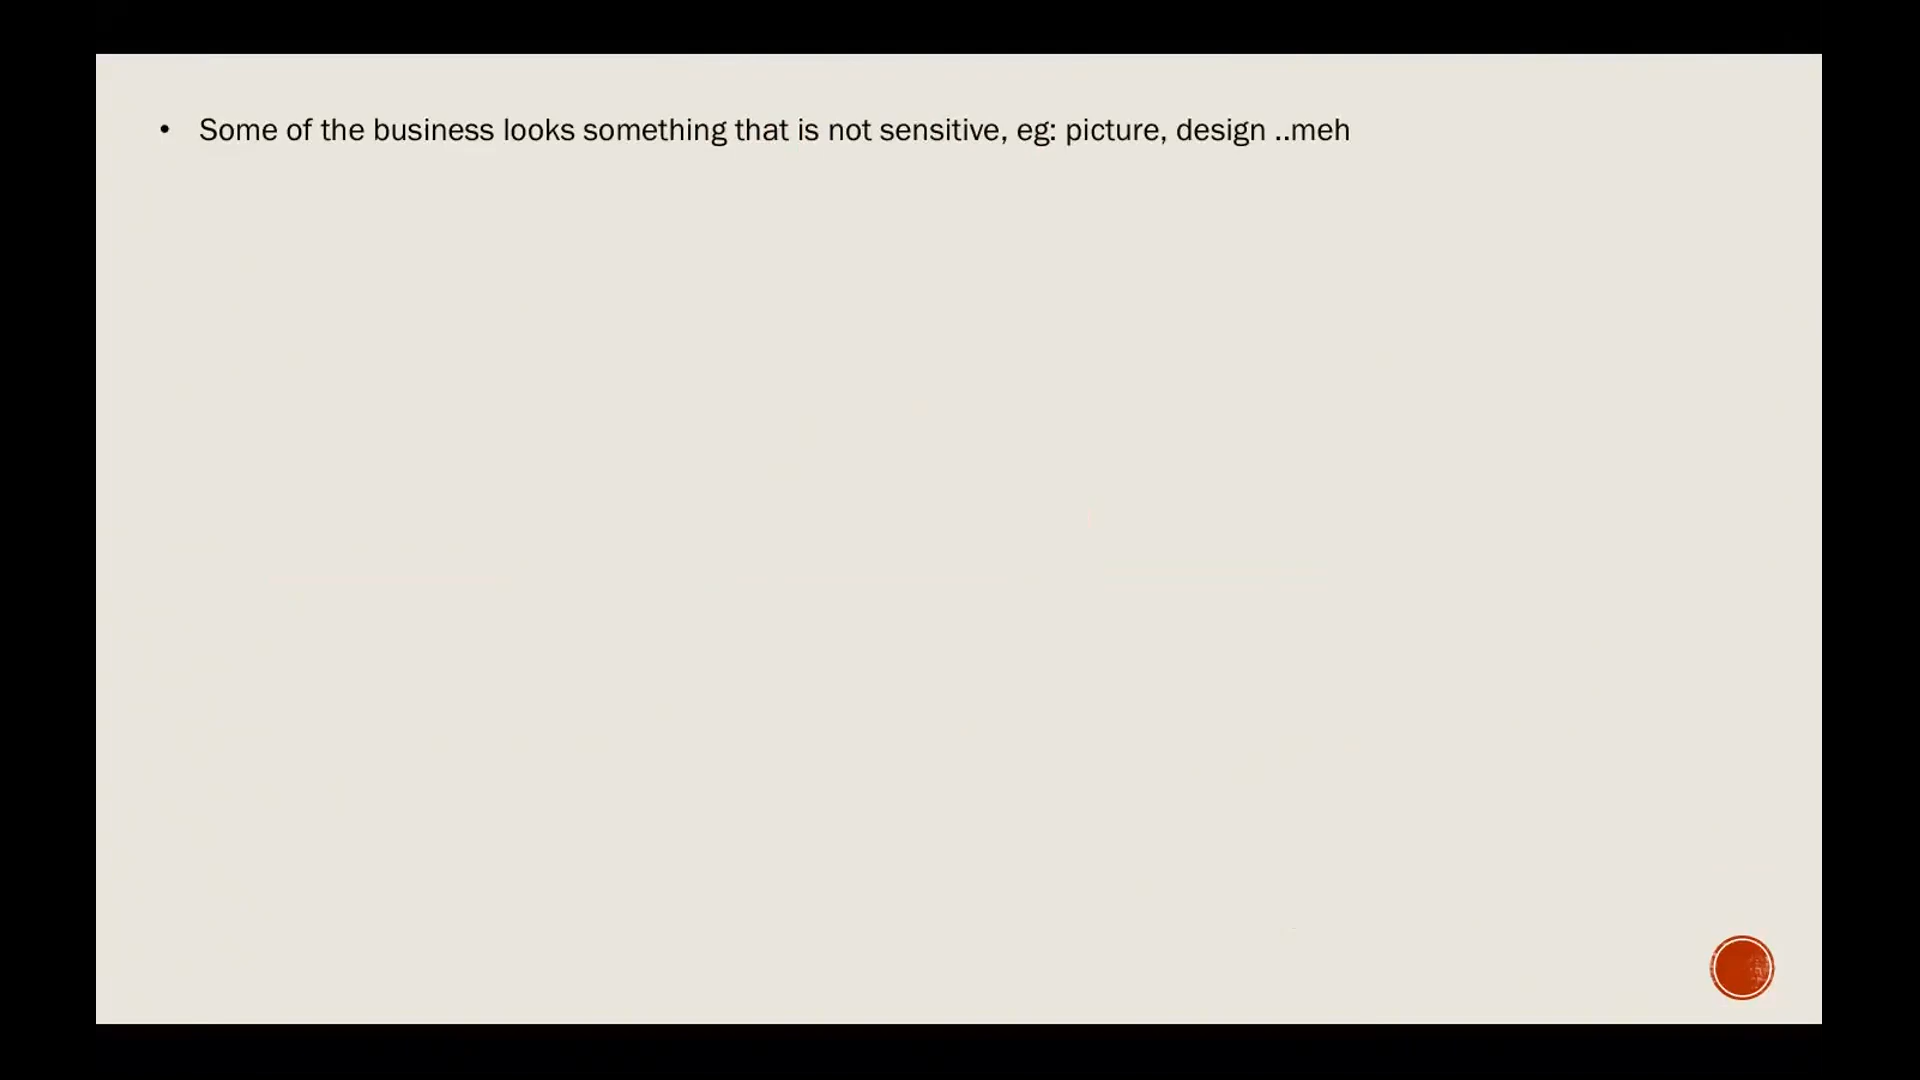 • Some of the business looks something that is not sensitive, eg: picture, design ..meh